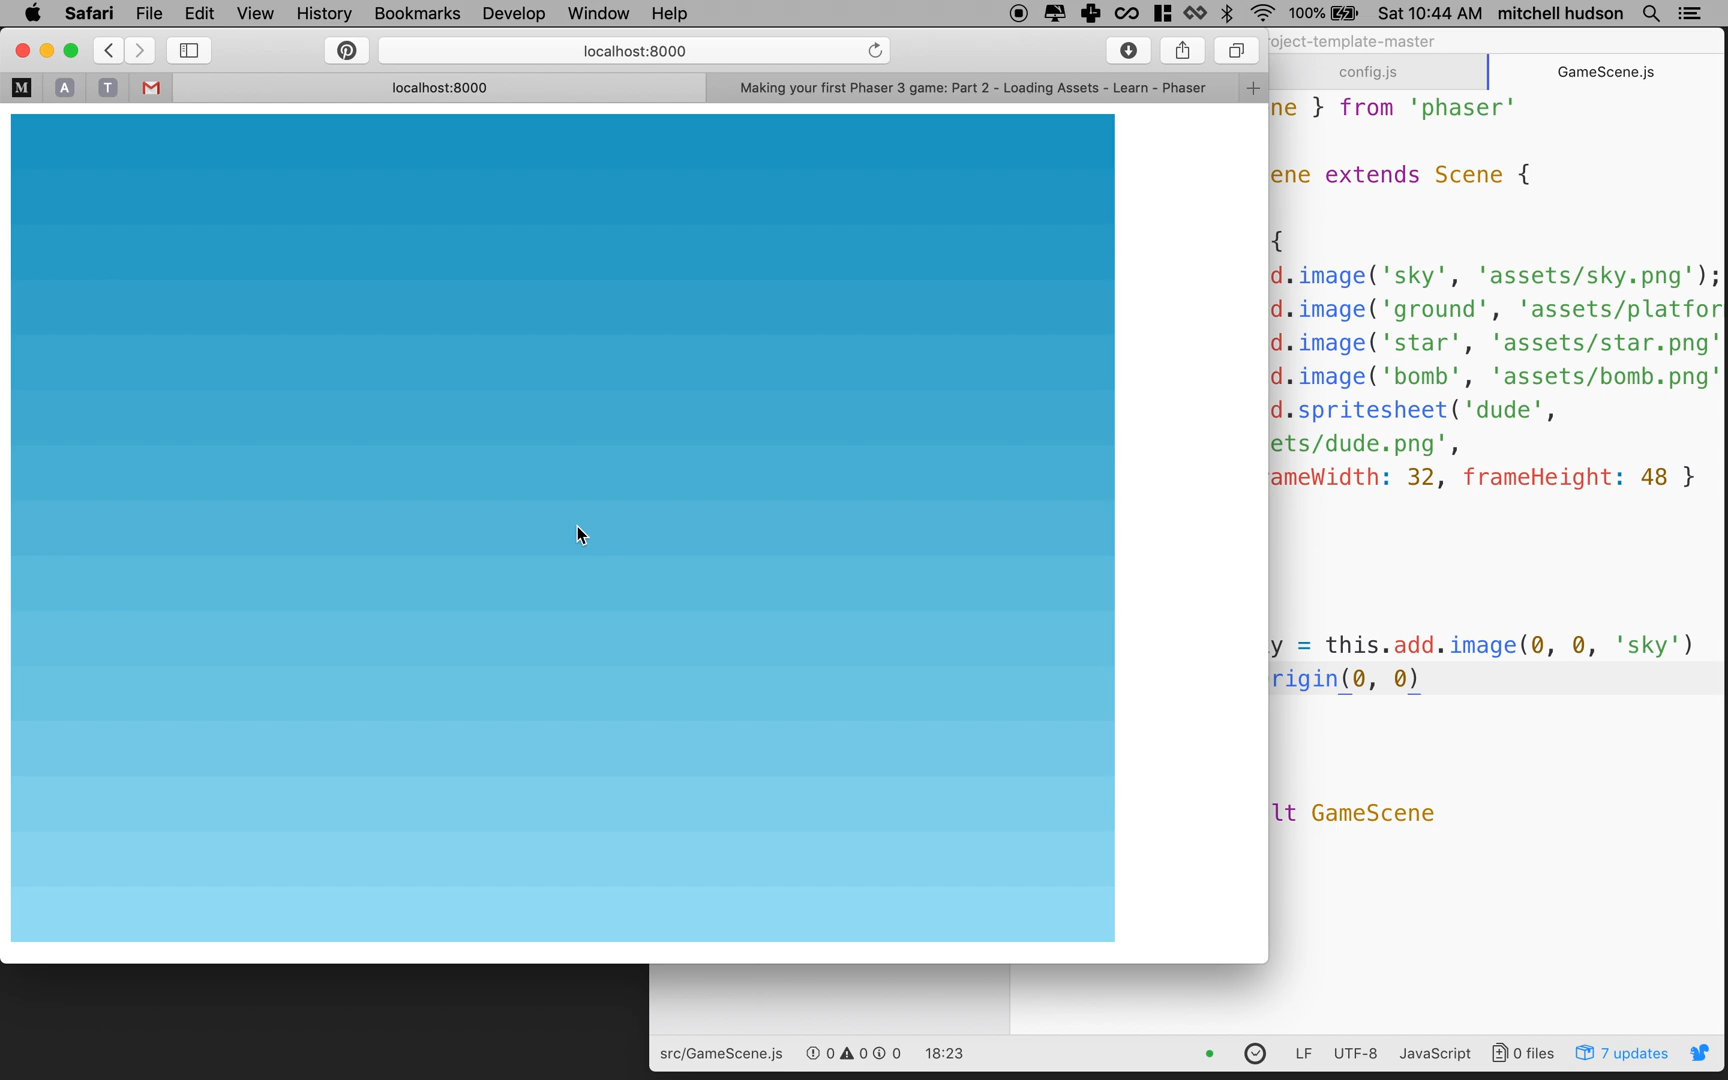 Safari File Edit View History Bookmarks Develop Window Help 100% Sat 10:44 AM mitchell hudson
localhost:8000
oject-template-master
M A T localhost:8000 Making your first Phaser 3 game: Part 2 - Loading Assets - Learn - Phaser +
config.js GameScene.js
ne } from 'phaser'
ene extends Scene {
{
d.image('sky', 'assets/sky.png');
d.image('ground', 'assets/platfor
d.image('star', 'assets/star.png'
d.image('bomb', 'assets/bomb.png'
d.spritesheet('dude',
ets/dude.png',
ameWidth: 32, frameHeight: 48 }
y = this.add.image(0, 0, 'sky')
rigin(0, 0)
lt GameScene
src/GameScene.js 0 0 0 18:23 LF UTF-8 JavaScript 0 files 7 updates